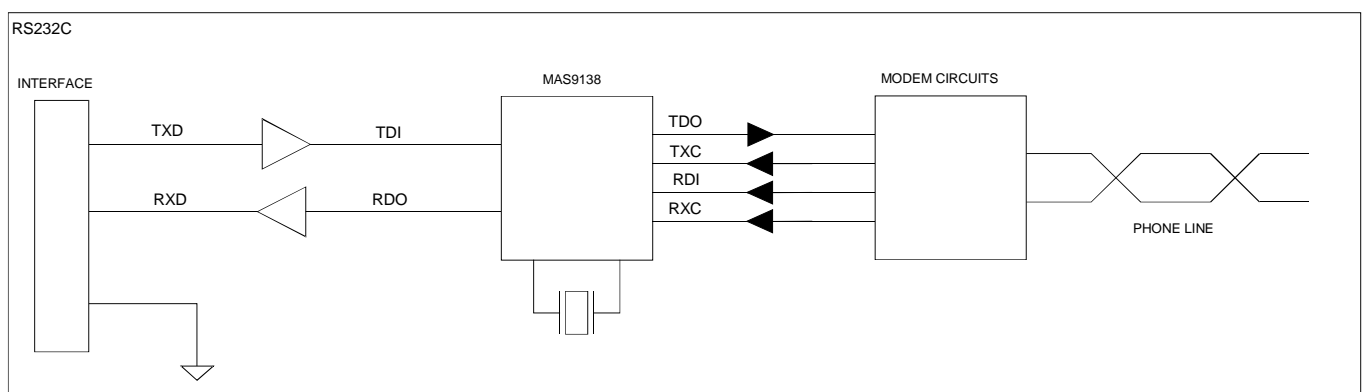 RS232C
INTERFACE
MAS9138
MODEM CIRCUITS
TXD
TDI
TDO
TXC
RXD
RDO
RDI
RXC
PHONE LINE